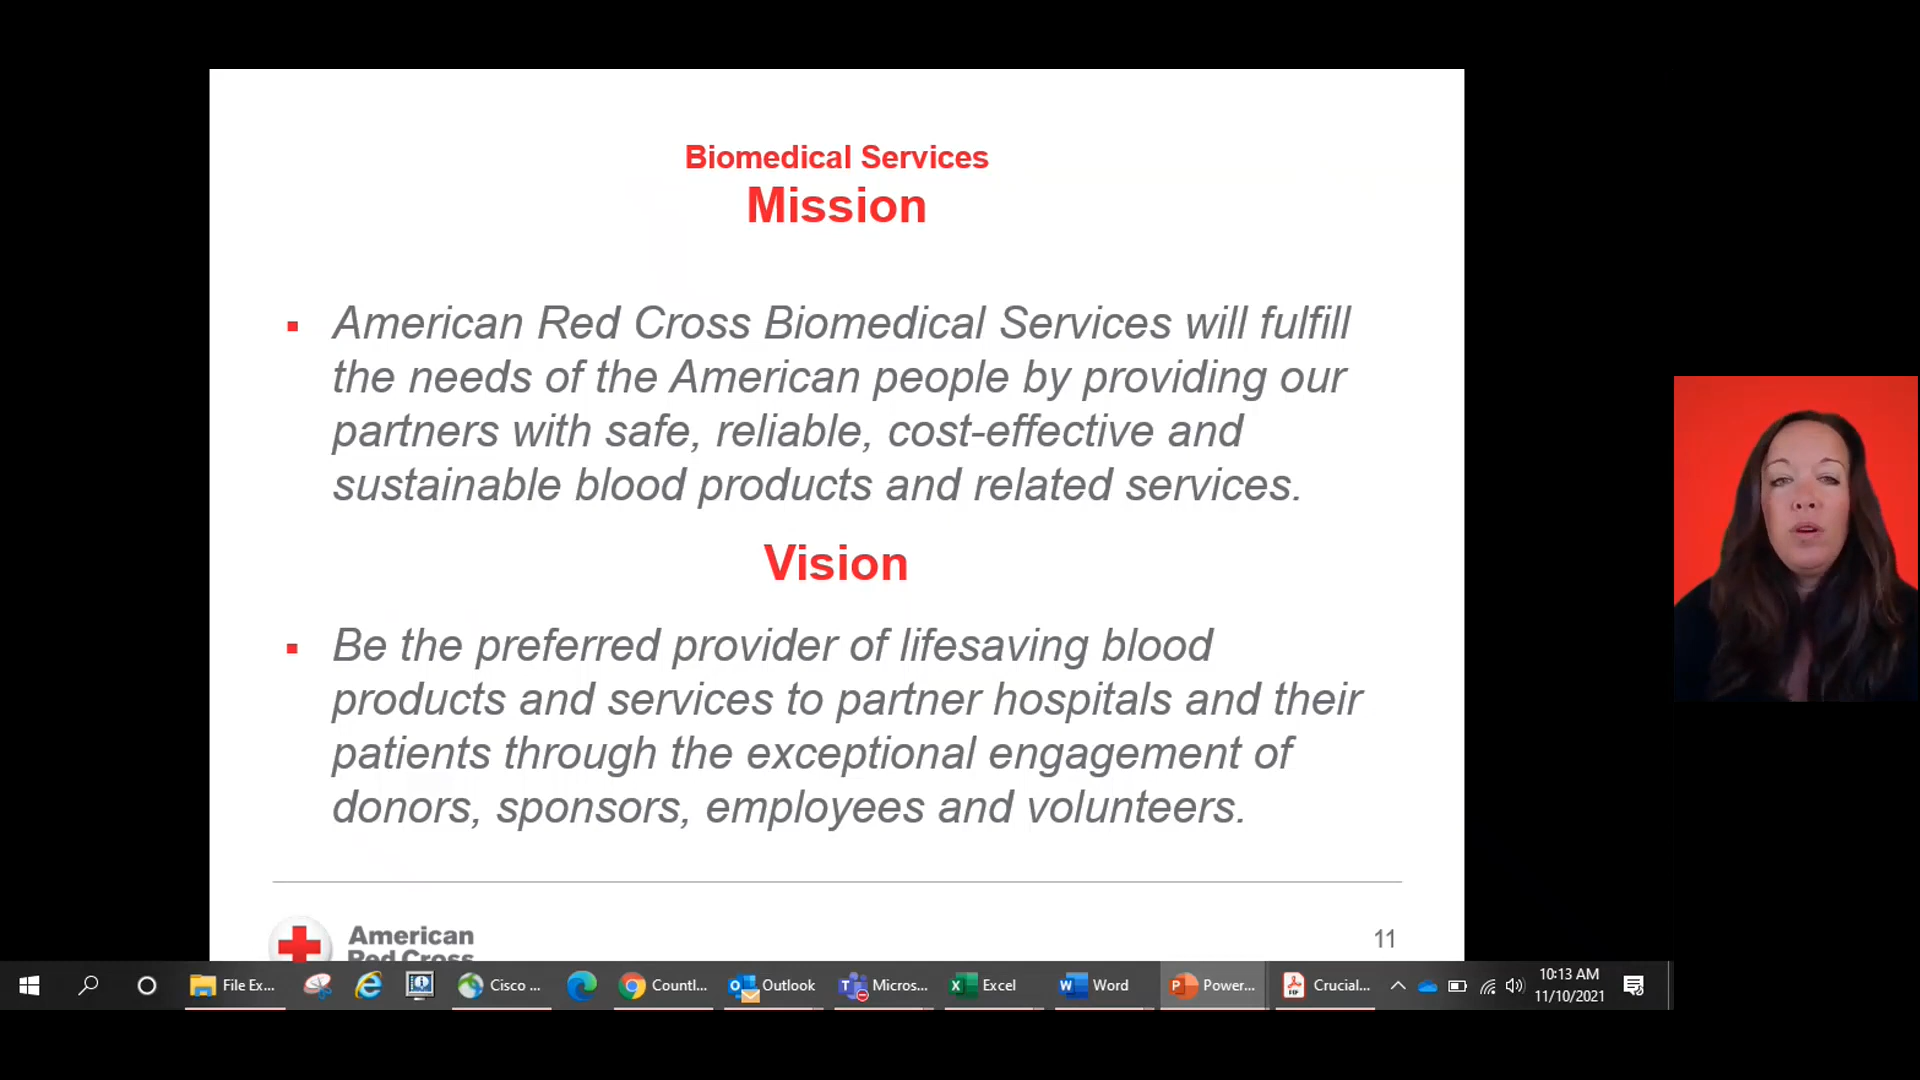 Biomedical Services
Mission
▪ American Red Cross Biomedical Services will fulfill
the needs of the American people by providing our
partners with safe, reliable, cost-effective and
sustainable blood products and related services.
Vision
▪ Be the preferred provider of lifesaving blood
products and services to partner hospitals and their
patients through the exceptional engagement of
donors, sponsors, employees and volunteers.
American
Red Cross
11
File Ex... Cisco ... Countl... Outlook Micros... Excel Word Power... Crucial... 10:13 AM
11/10/2021